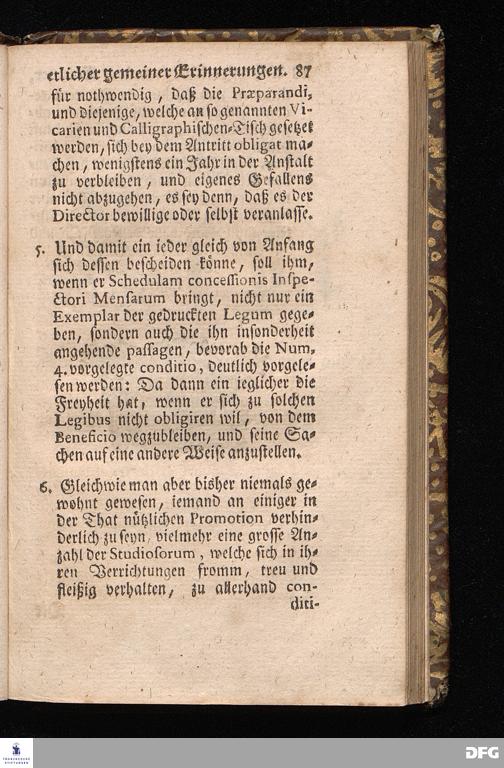 etlicher gemeiner Erinnerungen. 87
für nothwendig, daß die Præparandi,
und diejenige, welche an so genannten Vi-
carien und Calligraphischen-Tisch gesetzet
werden, sich bey dem Antritt obligat ma-
chen, wenigstens ein Jahr in der Anstalt
zu verbleiben, und eigenes Gefallens
nicht abzugehen, es sey denn, daß es der
Director bewillige oder selbst veranlasse.
5. Und damit ein ieder gleich von Anfang
sich dessen bescheiden könne, soll ihm,
wenn er Schedulam concessionis Inspe-
ctori Mensarum bringt, nicht nur ein
Exemplar der gedruckten Legum gege-
ben, sondern auch die ihn insonderheit
angehende passagen, bevorab die Num.
4. vorgelegte conditio, deutlich vorgele-
sen werden: Da dann ein ieglicher die
Freyheit hat, wenn er sich zu solchen
Legibus nicht obligiren wil, von dem
Beneficio wegzubleiben, und seine Sa-
chen auf eine andere Weise anzustellen.
6. Gleichwie man aber bisher niemals ge-
wohnt gewesen, iemand an einiger in
der That nützlichen Promotion verhin-
derlich zu seyn, vielmehr eine grosse An-
zahl der Studiosorum, welche sich in ih-
ren Verrichtungen fromm, treu und
fleißig verhalten, zu allerhand con-
diti-
FRANCKESCHE
STIFTUNGEN
DFG